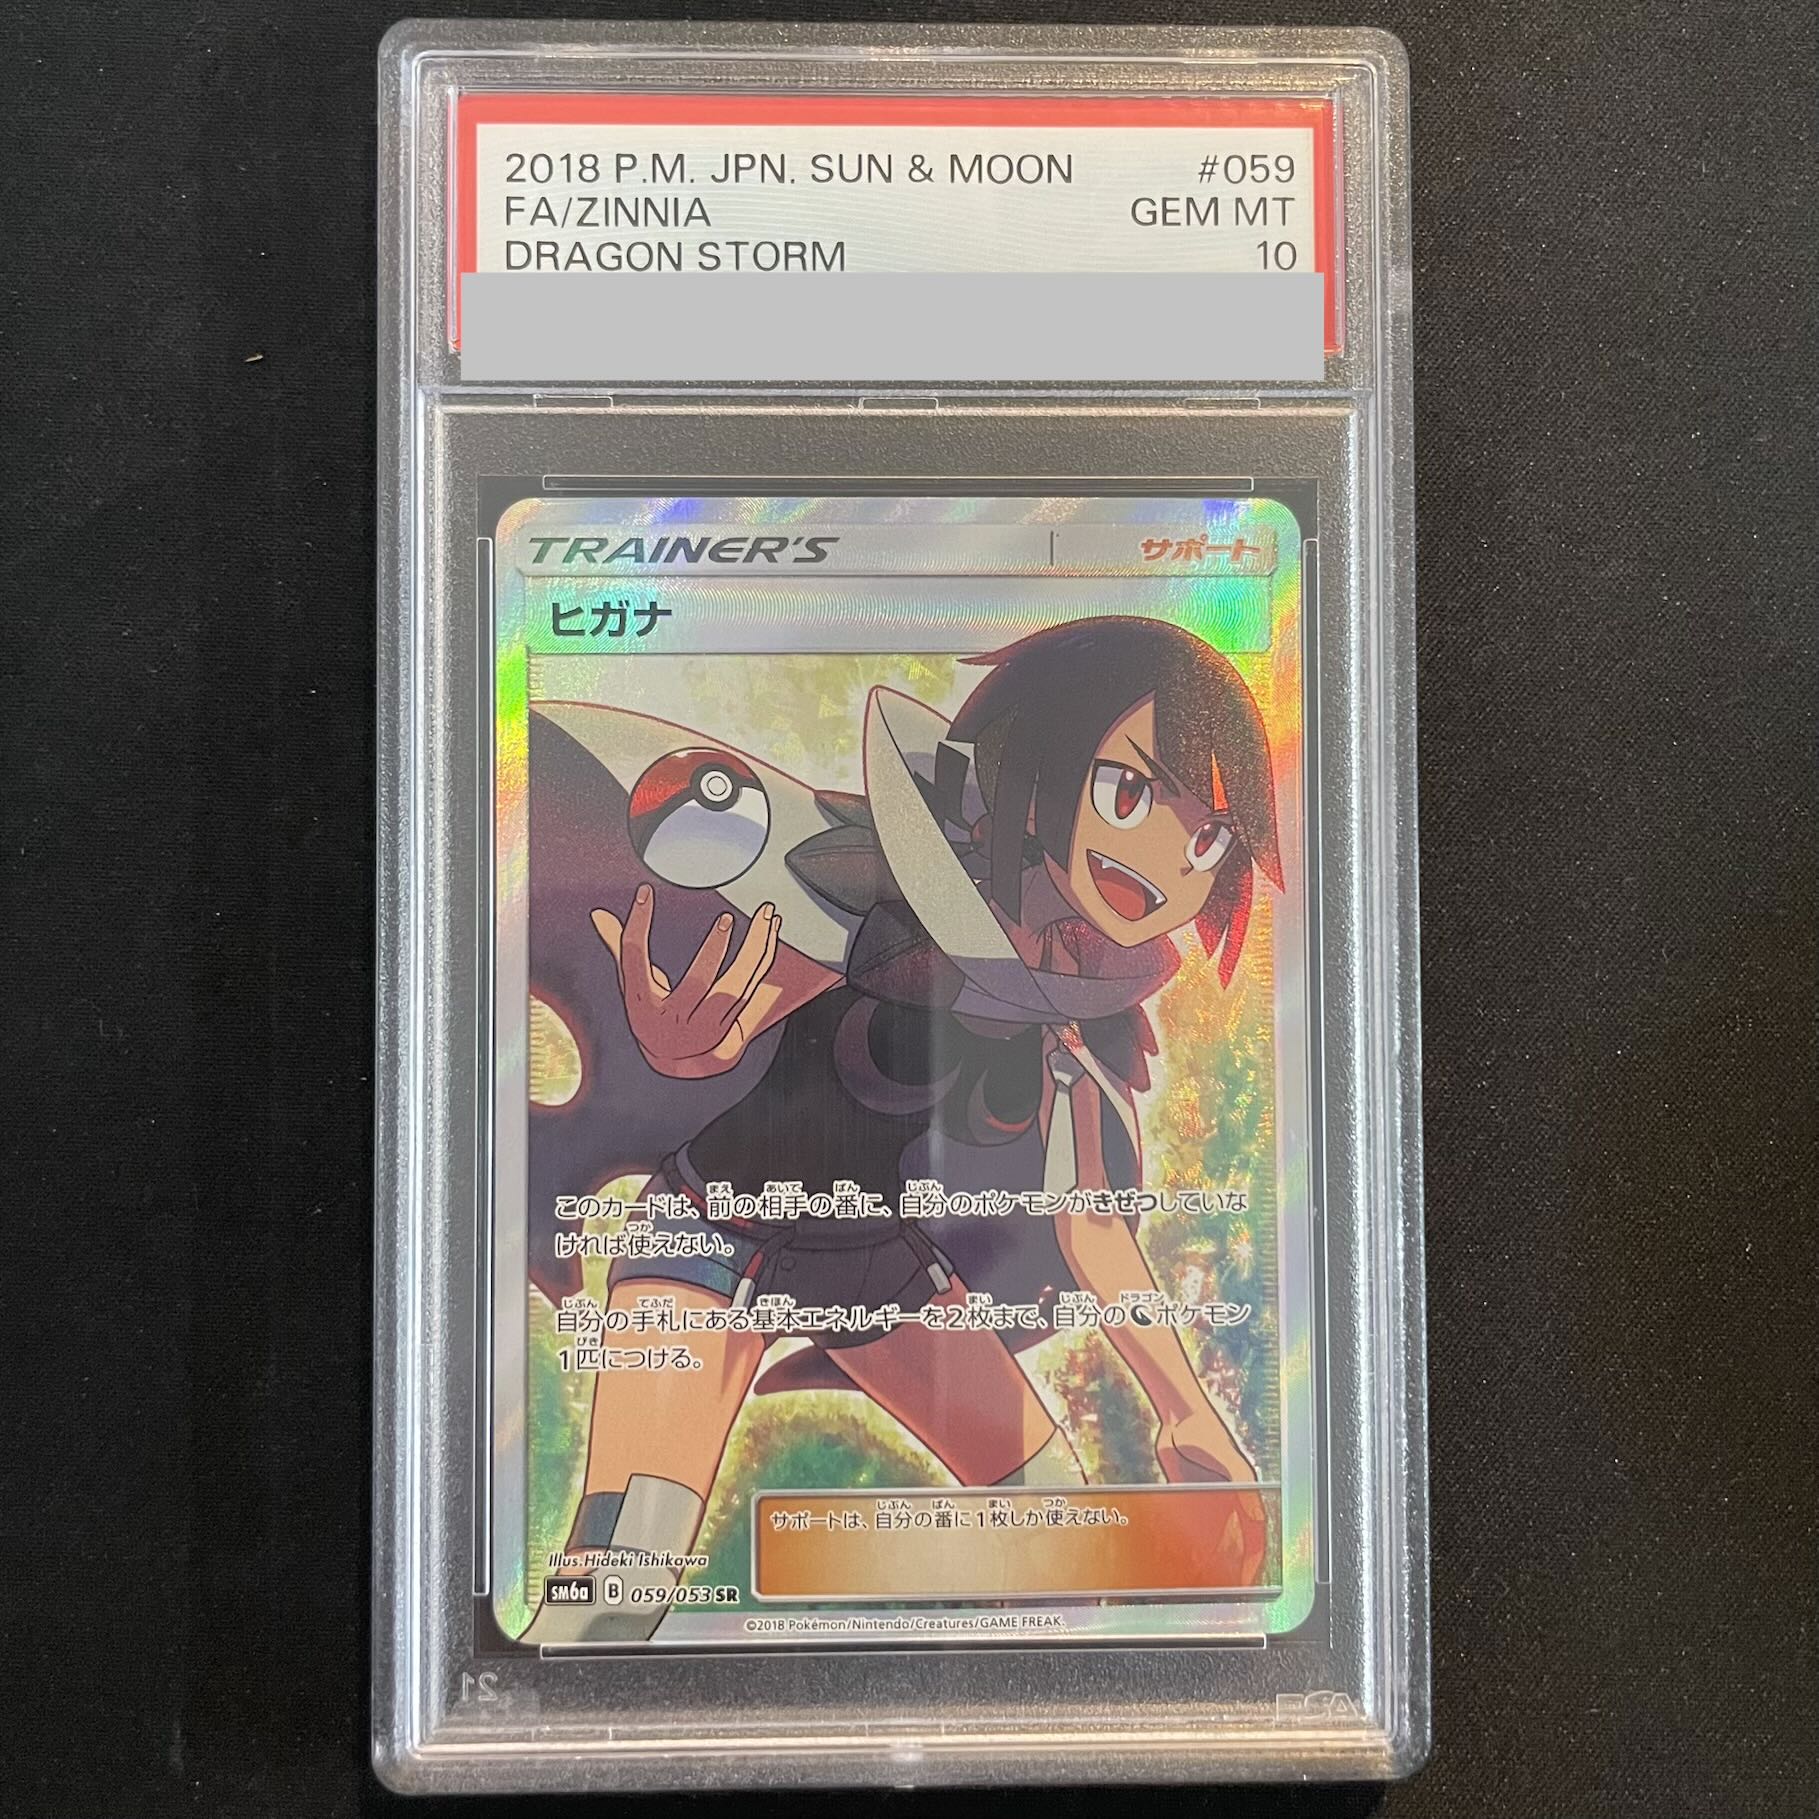 2018 P.M. JPN. SUN & MOON #059
FA/ZINNIA GEM MT
DRAGON STORM 10
TRAINER'S サポート
ヒガナ
このカードは、前の相手の番に、自分のポケモンがきぜつしていな
ければ使えない。
自分の手札にある基本エネルギーを2枚まで、自分のポケモン
1匹につける。
サポートは、自分の番に1枚しか使えない。
Illus.Hideki Ishikawa
SM6a B 059/053 SR
©2018 Pokémon/Nintendo/Creatures/GAME FREAK.
21 PSA